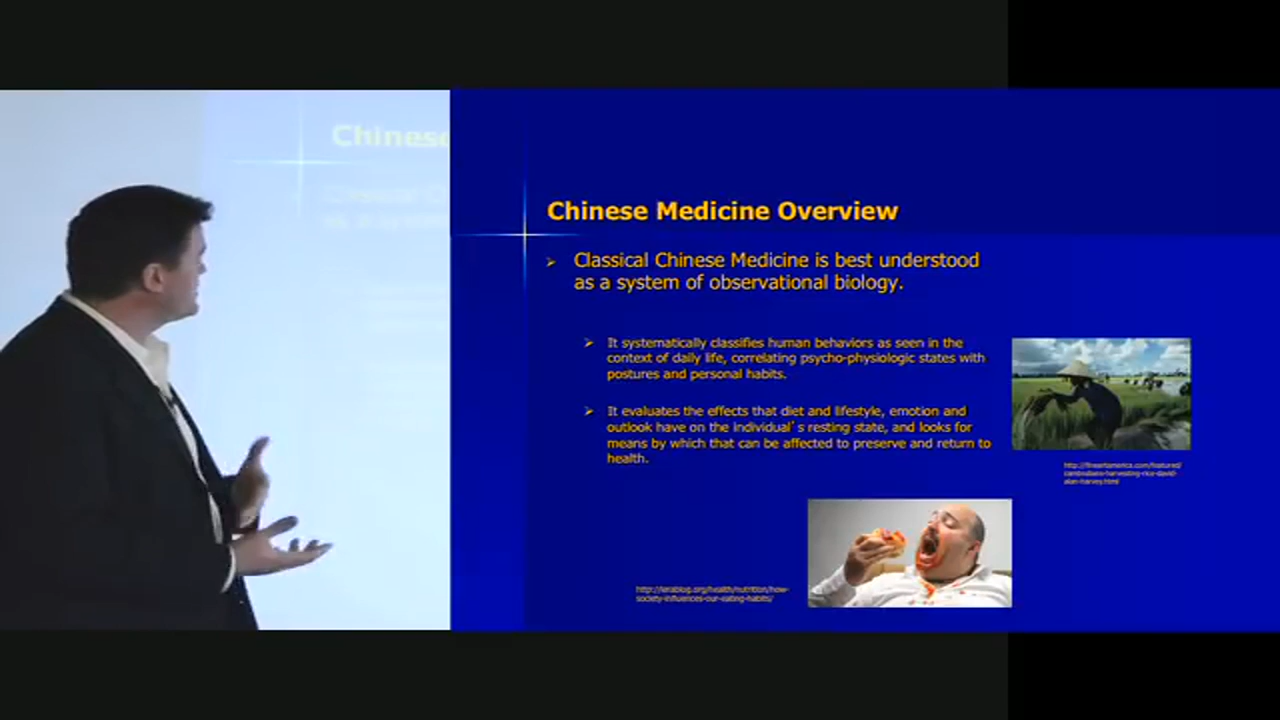 Chinese
Chinese Medicine Overview
Classical Chinese Medicine is best understood
as a system of observational biology.
It systematically classifies human behaviors as seen in the
context of daily life, correlating psycho-physiologic states with
postures and personal habits.
It evaluates the effects that diet and lifestyle, emotion and
outlook have on the individual's resting state, and looks for
means by which that can be affected to preserve and return to
health.
http://fineartamerica.com/featured/
cambodians-harvesting-rice-david-
alan-harvey.html
http://erablog.org/health/nutrition/how-
society-influences-our-eating-habits/